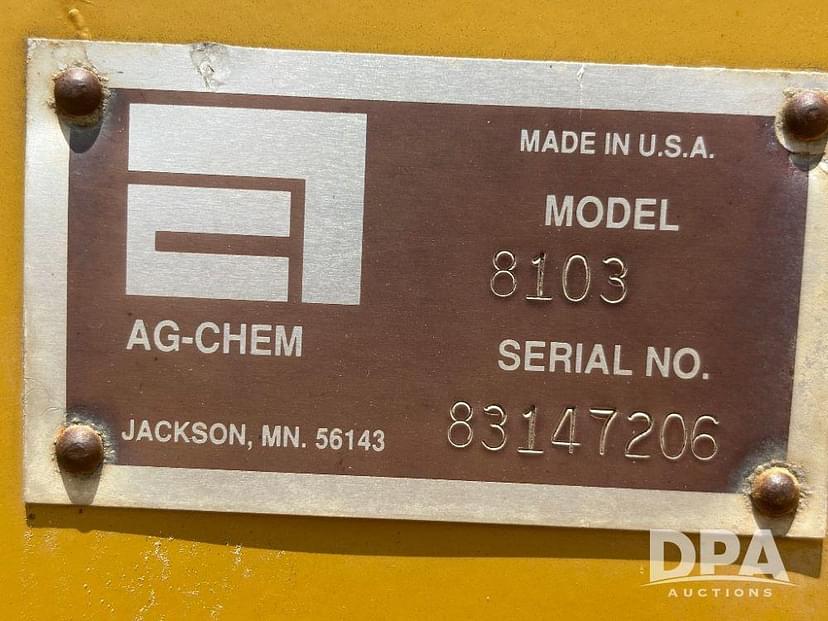 MADE IN U.S.A.
MODEL
8103
AG-CHEM
SERIAL NO.
JACKSON, MN. 56143
83147206
DPA
AUCTIONS